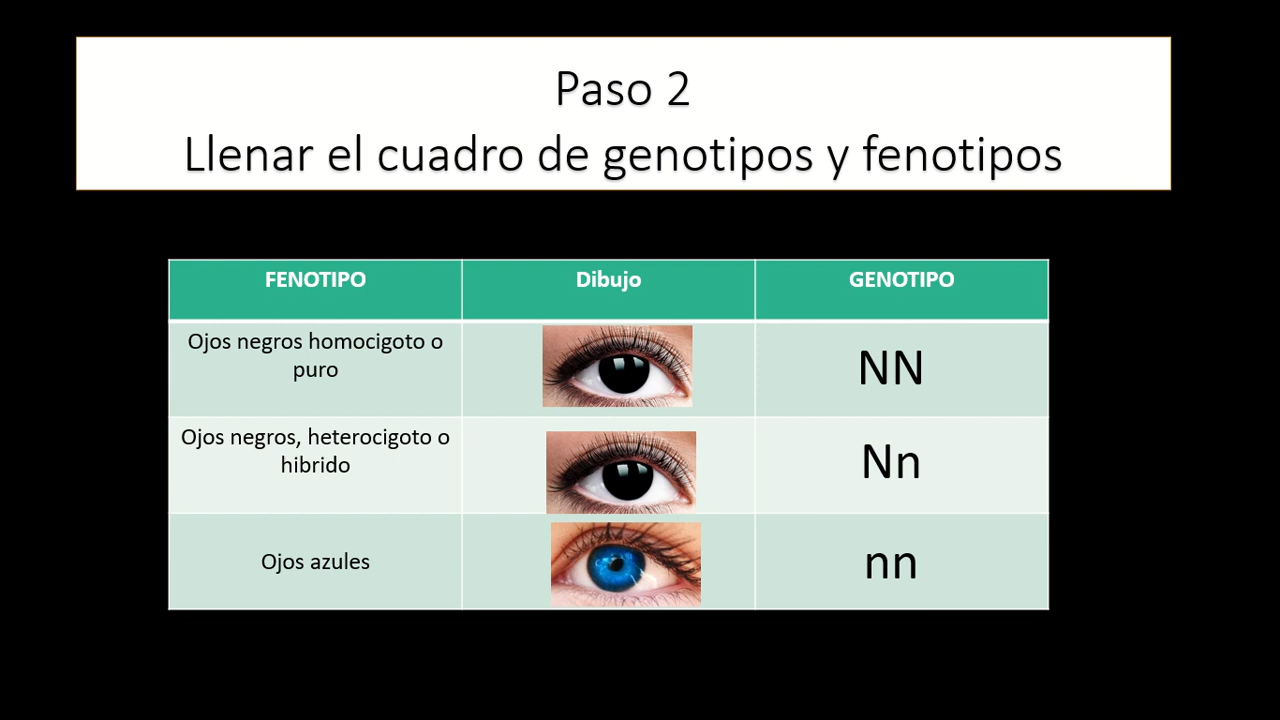 Paso 2
Llenar el cuadro de genotipos y fenotipos
FENOTIPO
Dibujo
GENOTIPO
Ojos negros homocigoto o
puro
NN
Ojos negros, heterocigoto o
hibrido
Nn
Ojos azules
nn